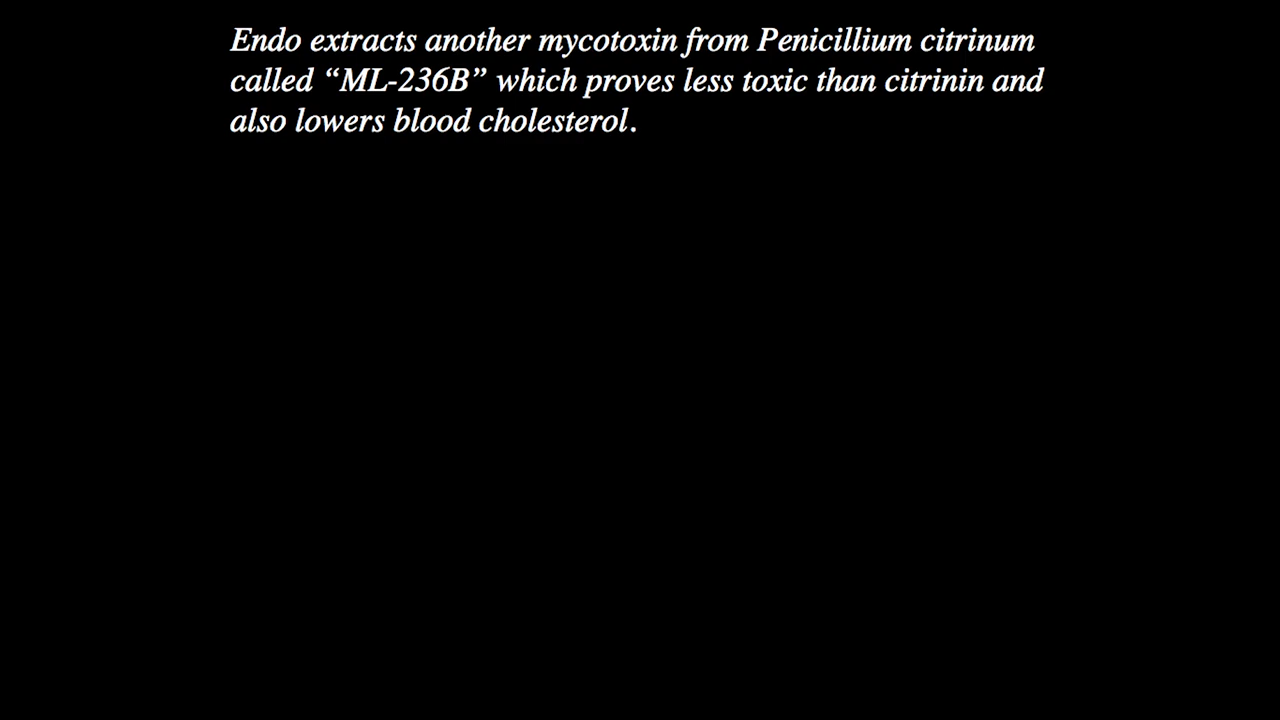 Endo extracts another mycotoxin from Penicillium citrinum
called “ML-236B” which proves less toxic than citrinin and
also lowers blood cholesterol.